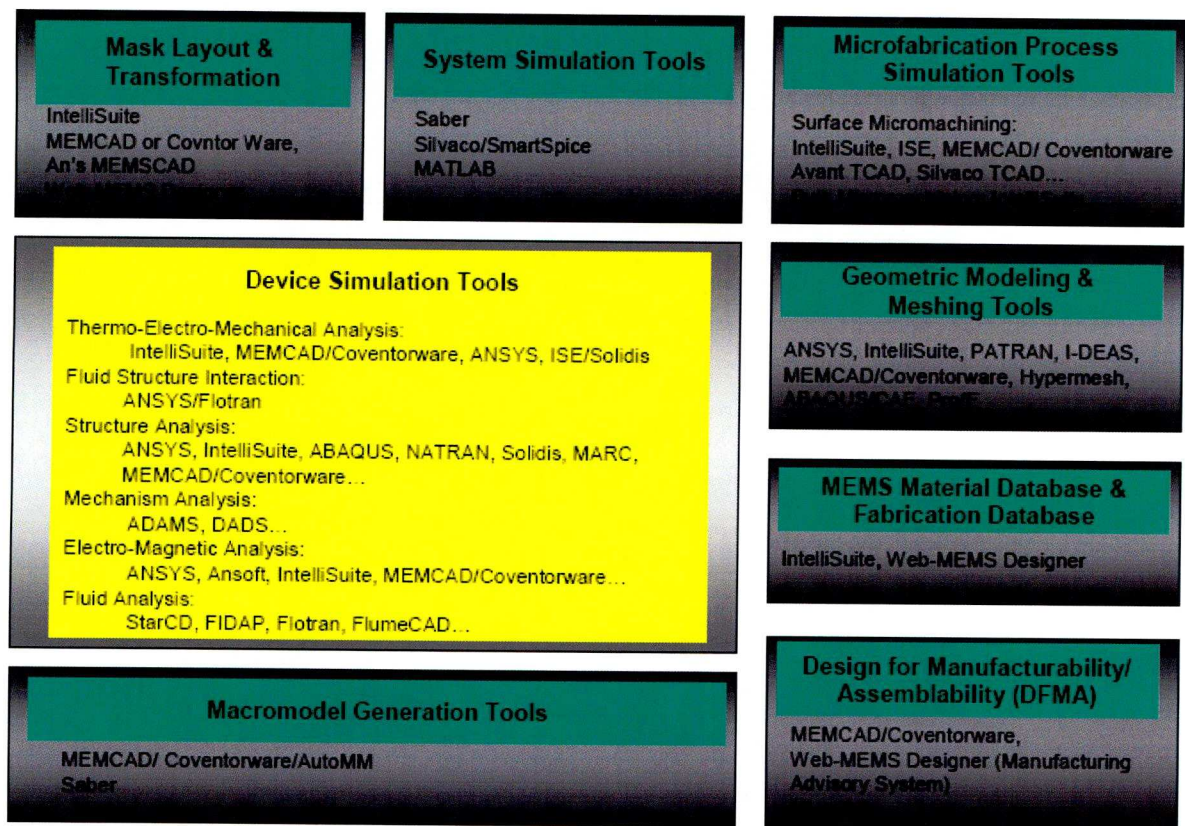 Mask Layout &
Transformation
IntelliSuite
MEMCAD or Covntor Ware,
An's MEMSCAD
System Simulation Tools
Saber
Silvaco/SmartSpice
MATLAB
Microfabrication Process
Simulation Tools
Surface Micromachining:
IntelliSuite, ISE, MEMCAD/ Coventorware
Avant TCAD, Silvaco TCAD...
Device Simulation Tools
Thermo-Electro-Mechanical Analysis:
IntelliSuite, MEMCAD/Coventorware, ANSYS, ISE/Solidis
Fluid Structure Interaction:
ANSYS/Flotran
Structure Analysis:
ANSYS, IntelliSuite, ABAQUS, NATRAN, Solidis, MARC,
MEMCAD/Coventorware...
Mechanism Analysis:
ADAMS, DADS...
Electro-Magnetic Analysis:
ANSYS, Ansoft, IntelliSuite, MEMCAD/Coventorware...
Fluid Analysis:
StarCD, FIDAP, Flotran, FlumeCAD...
Geometric Modeling &
Meshing Tools
ANSYS, IntelliSuite, PATRAN, I-DEAS,
MEMCAD/Coventorware, Hypermesh,
ABAQUS/CAE, Pro/E
MEMS Material Database &
Fabrication Database
IntelliSuite, Web-MEMS Designer
Macromodel Generation Tools
MEMCAD/ Coventorware/AutoMM
Saber
Design for Manufacturability/
Assemblability (DFMA)
MEMCAD/Coventorware,
Web-MEMS Designer (Manufacturing
Advisory System)